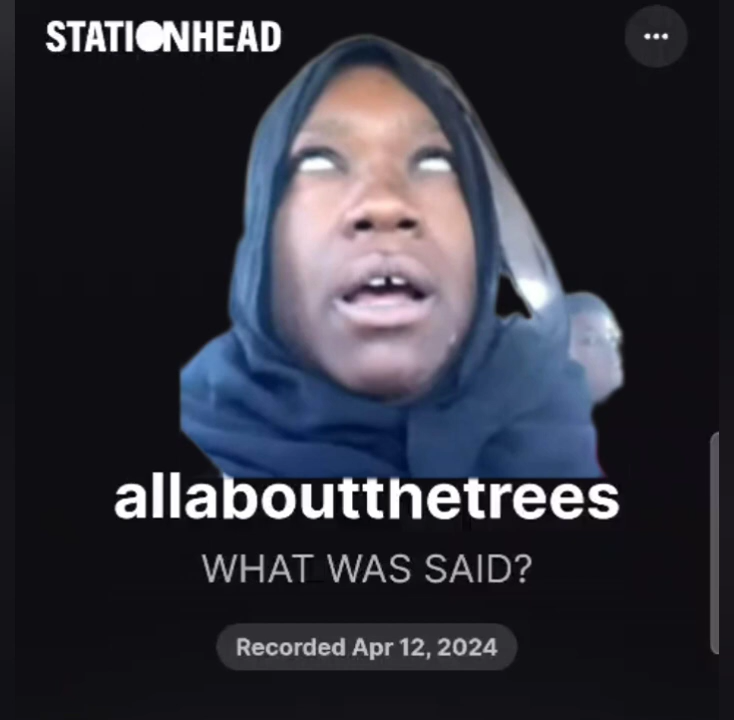 STATIONHEAD
allaboutthetrees
WHAT WAS SAID?
Recorded Apr 12, 2024